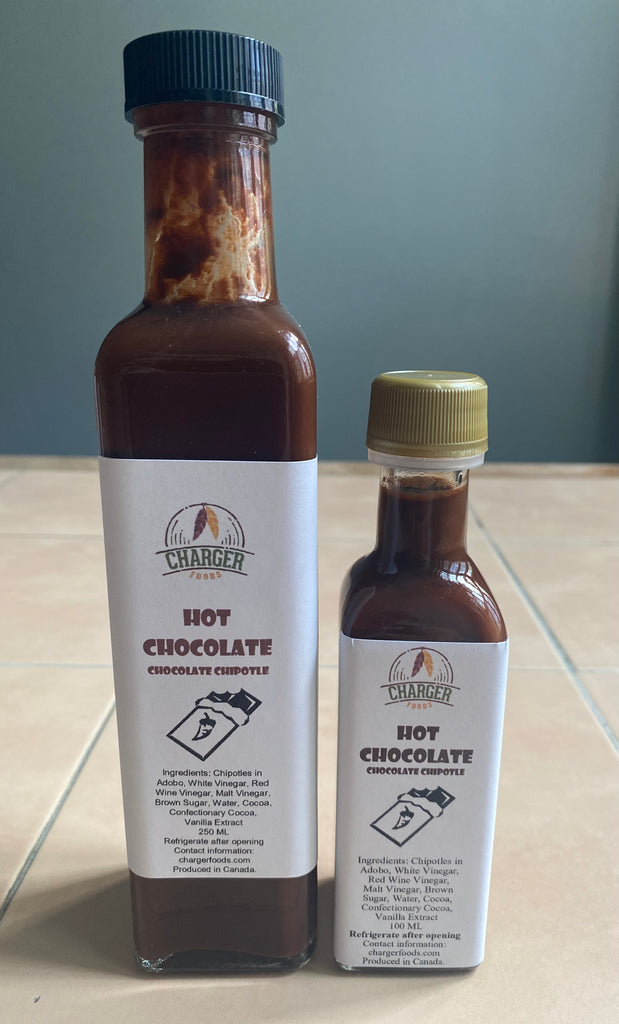 CHARGER
FOODS
HOT
CHOCOLATE
CHOCOLATE CHIPOTLE
Ingredients: Chipotles in
Adobo, White Vinegar, Red
Wine Vinegar, Malt Vinegar,
Brown Sugar, Water, Cocoa,
Confectionary Cocoa,
Vanilla Extract
250 ML
Refrigerate after opening
Contact information:
chargerfoods.com
Produced in Canada.
CHARGER
FOODS
HOT
CHOCOLATE
CHOCOLATE CHIPOTLE
Ingredients: Chipotles in
Adobo, White Vinegar,
Red Wine Vinegar,
Malt Vinegar, Brown
Sugar, Water, Cocoa,
Confectionary Cocoa,
Vanilla Extract
100 ML
Refrigerate after opening
Contact information:
chargerfoods.com
Produced in Canada.